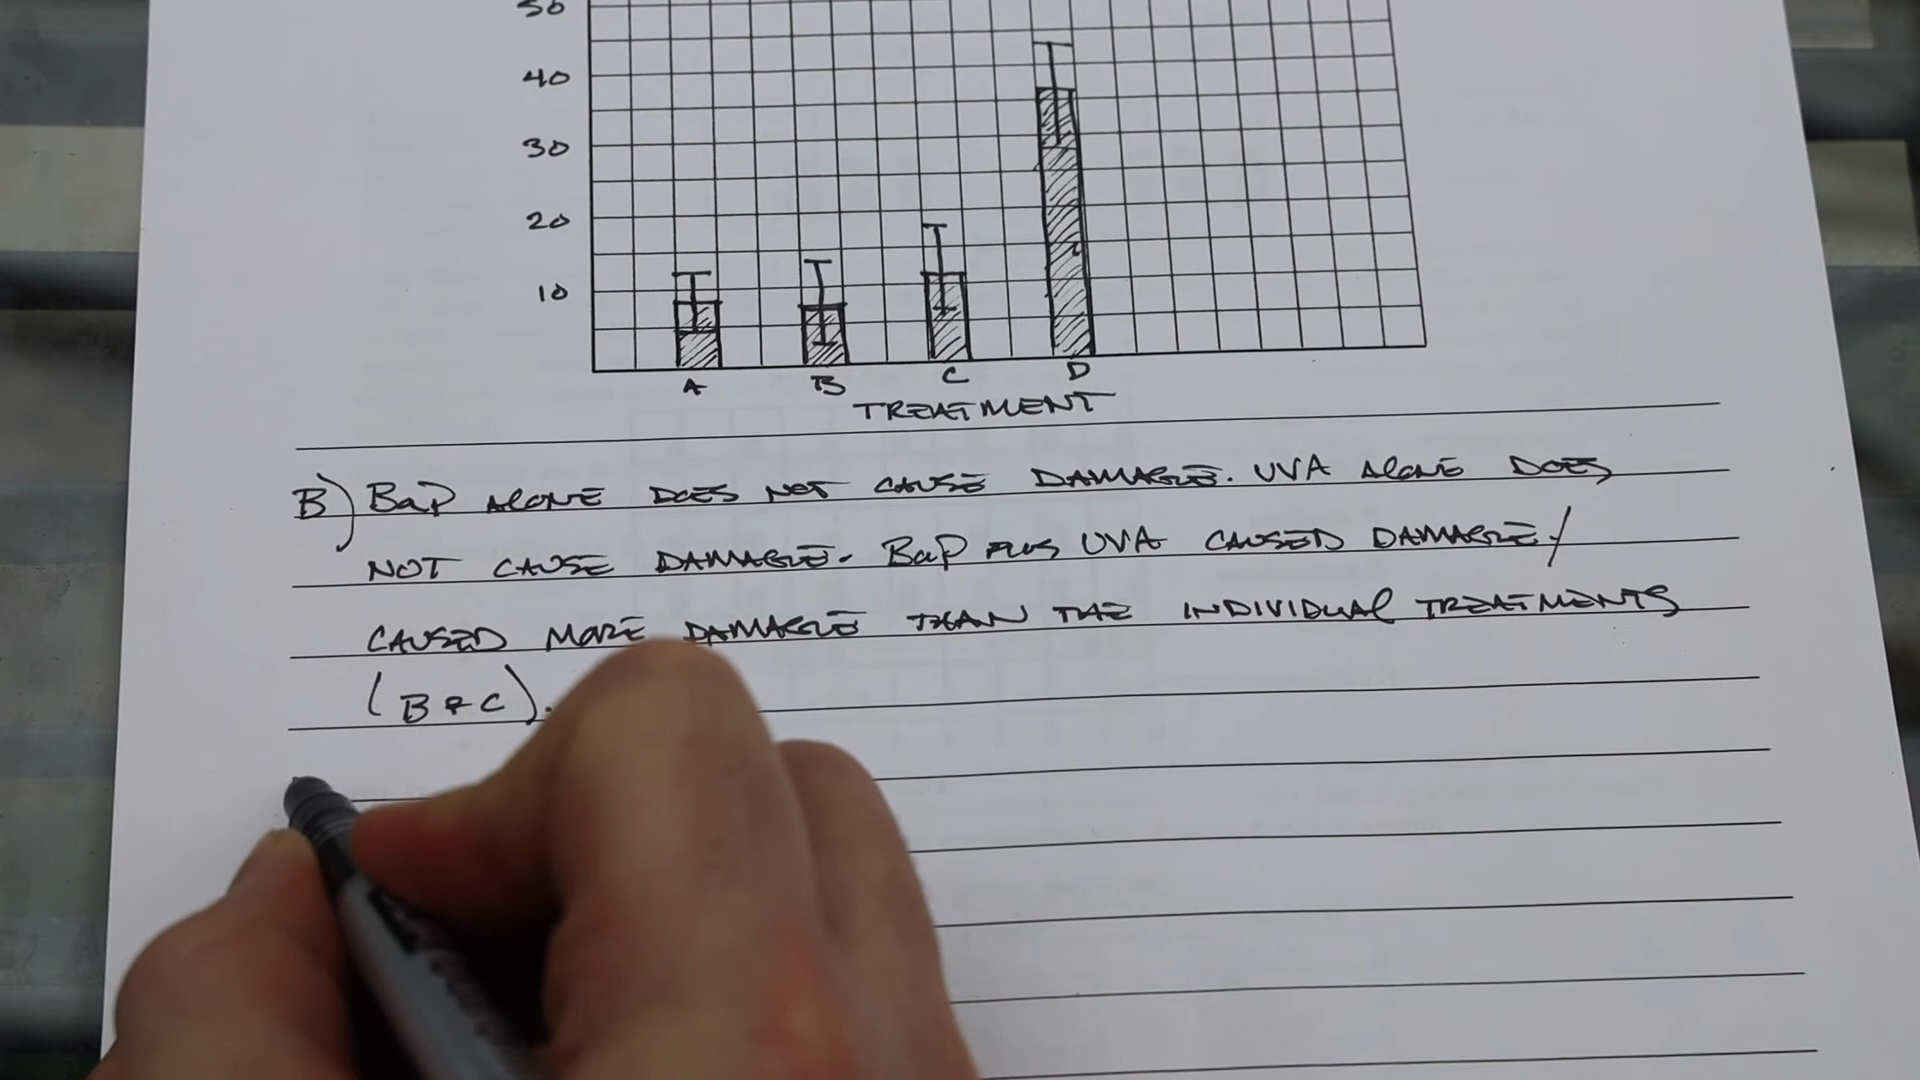 50
40
30
20
10
A B C D
TREATMENT
B) BaP ALONE DOES NOT CAUSE DAMAGE. UVA ALONE DOES
NOT CAUSE DAMAGE. BaP PLUS UVA CAUSED DAMAGE/
CAUSED MORE DAMAGE THAN THE INDIVIDUAL TREATMENTS
(B & C).